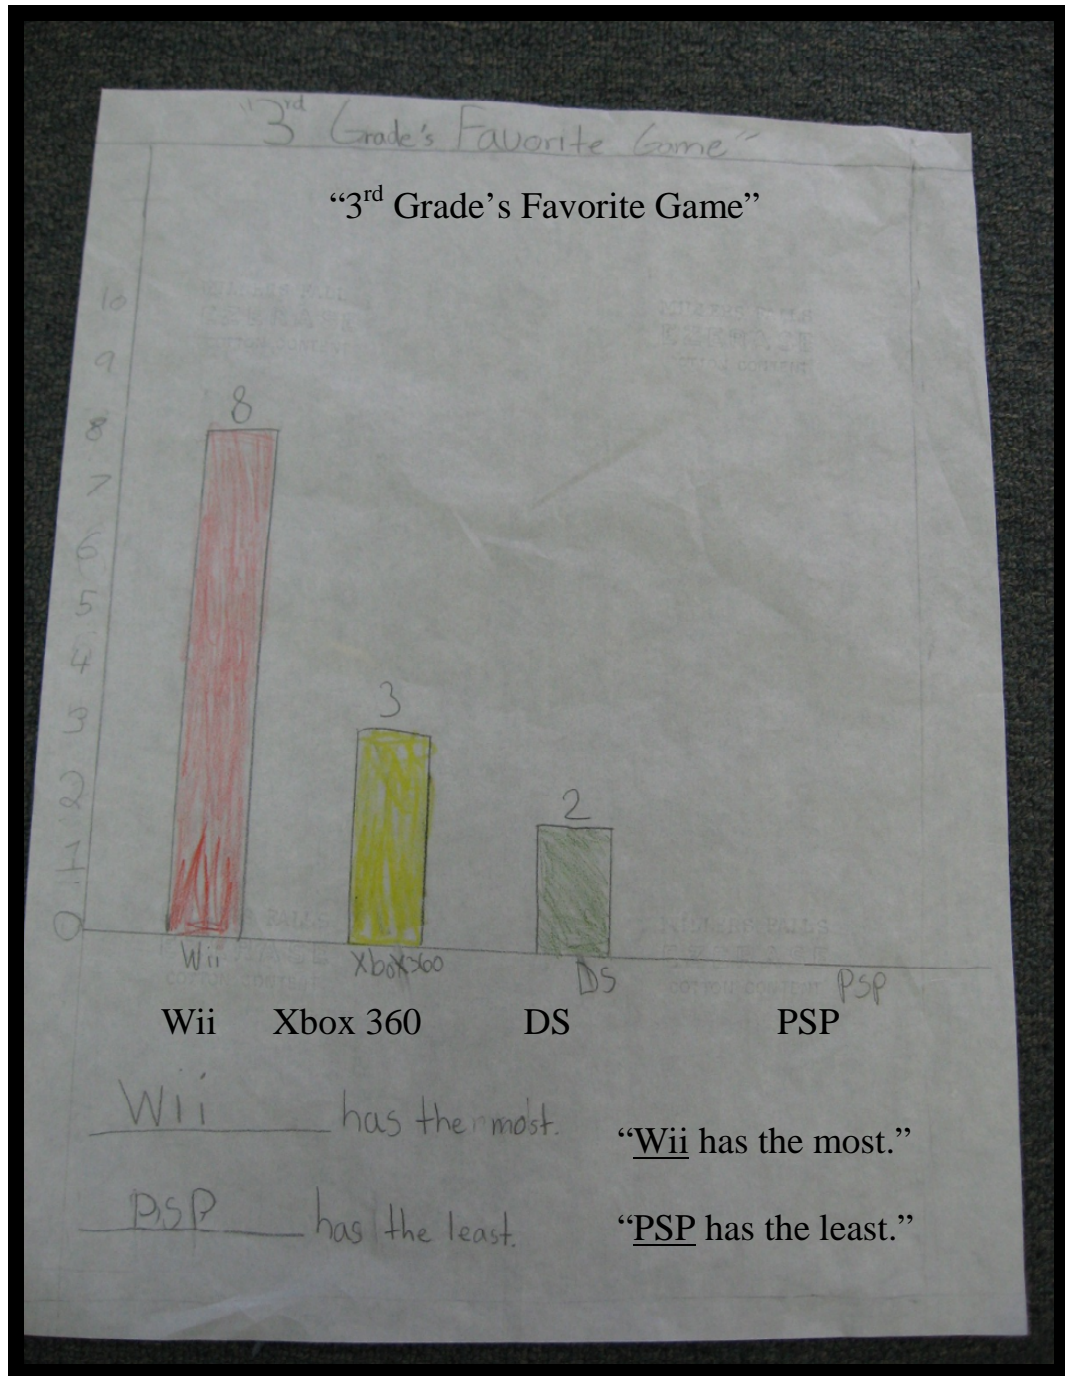 "3rd Grade's Favorite Game"
“3rd Grade’s Favorite Game”
10
9
8
8
7
6
5
4
3
3
2
2
1
0
Wii Xbox360 DS PSP
Wii Xbox 360 DS PSP
Wii has the most.
“Wii has the most.”
PSP has the least.
“PSP has the least.”